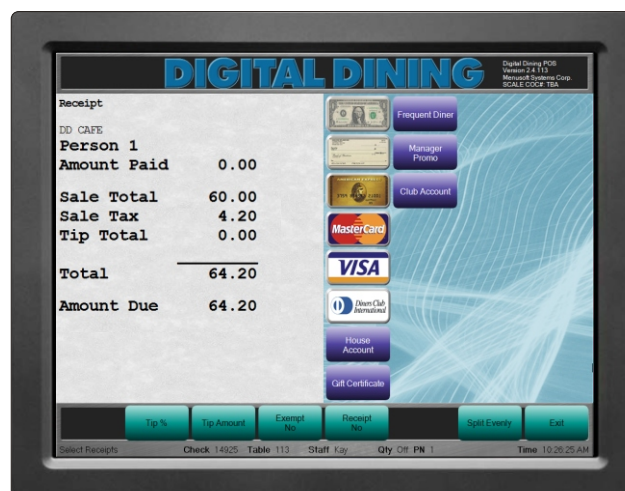 DIGITAL DINING
Digital Dining POS
Version 2.4.113
Menusoft Systems Corp.
SCALE COC#: TBA
Receipt
DD CAFE
Person 1
Amount Paid 0.00
Sale Total 60.00
Sale Tax 4.20
Tip Total 0.00
Total 64.20
Amount Due 64.20
Frequent Diner
Manager
Promo
Club Account
MasterCard
VISA
Diners Club
International
House
Account
Gift Certificate
Tip %
Tip Amount
Exempt
No
Receipt
No
Split Evenly
Exit
Select Receipts Check 14925 Table 113 Staff Kay Qty Off PN 1 Time 10:26:25 AM